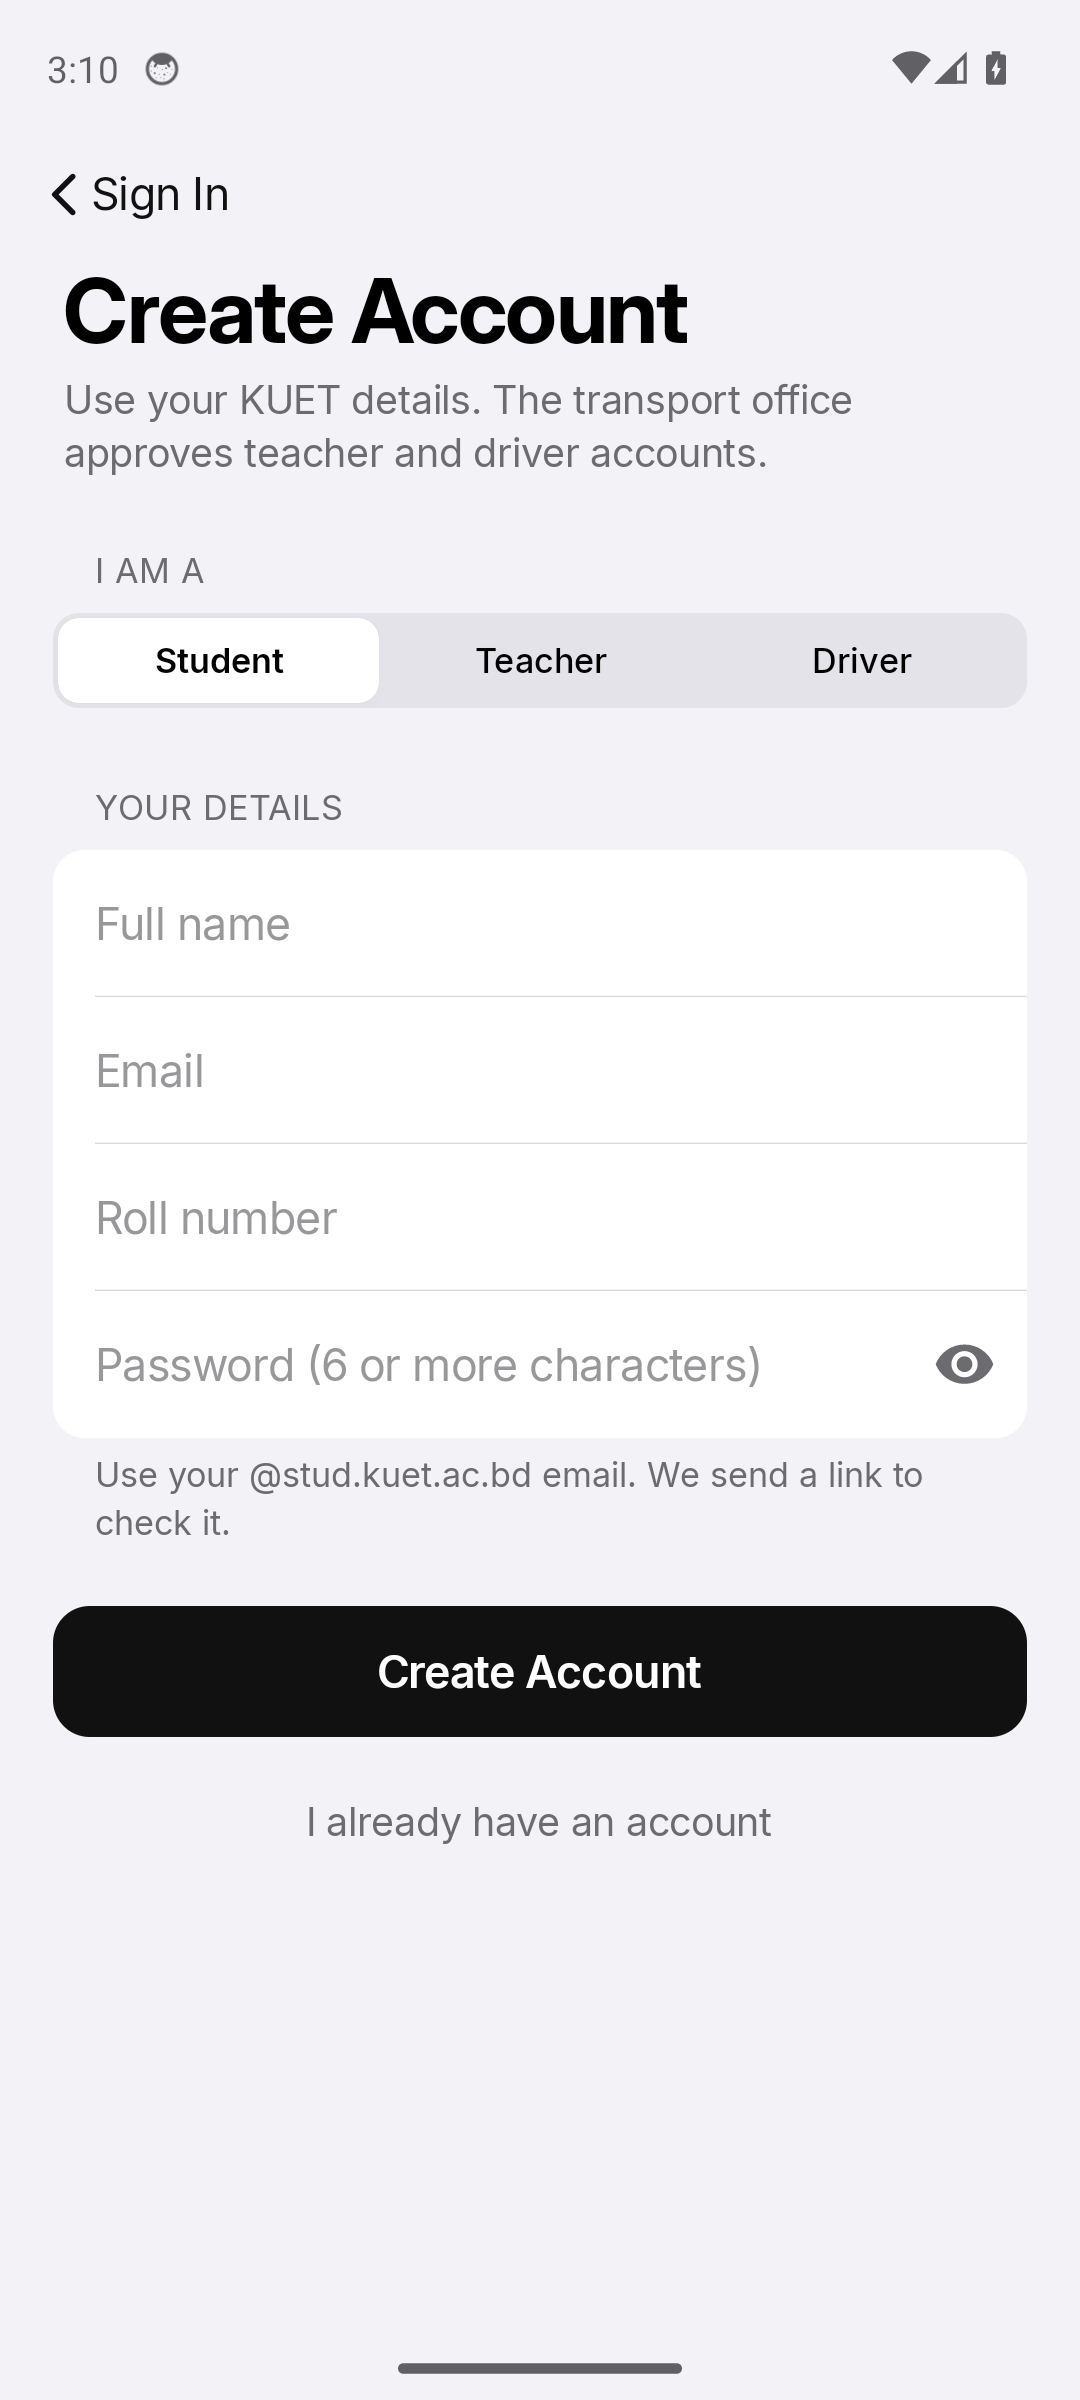 3:10
Sign In
Create Account
Use your KUET details. The transport office
approves teacher and driver accounts.
I AM A
Student Teacher Driver
YOUR DETAILS
Full name
Email
Roll number
Password (6 or more characters)
Use your @stud.kuet.ac.bd email. We send a link to
check it.
Create Account
I already have an account